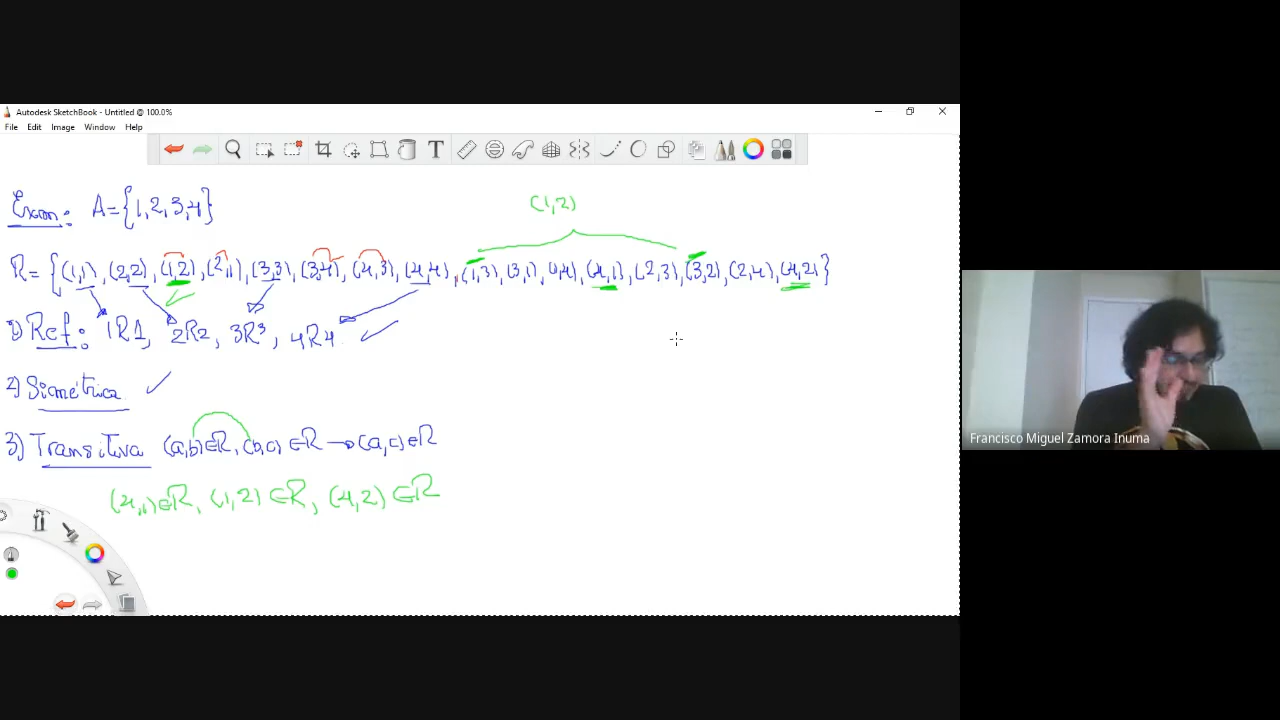 Autodesk SketchBook - Untitled @ 100.0%
File Edit Image Window Help
T
Exam: A={1,2,3,4}
(1,2)
R={(1,1),(2,2),(1,2),(2,1),(3,3),(3,4),(4,3),(4,4),(1,3),(3,1),(1,4),(4,1),(2,3),(3,2),(2,4),(4,2)}
1) Ref: 1R1, 2R2, 3R3, 4R4
2) Simétrica
3) Transitiva (a,b)∈R, (b,c)∈R → (a,c)∈R
(4,1)∈R, (1,2)∈R, (4,2)∈R
Francisco Miguel Zamora Inuma